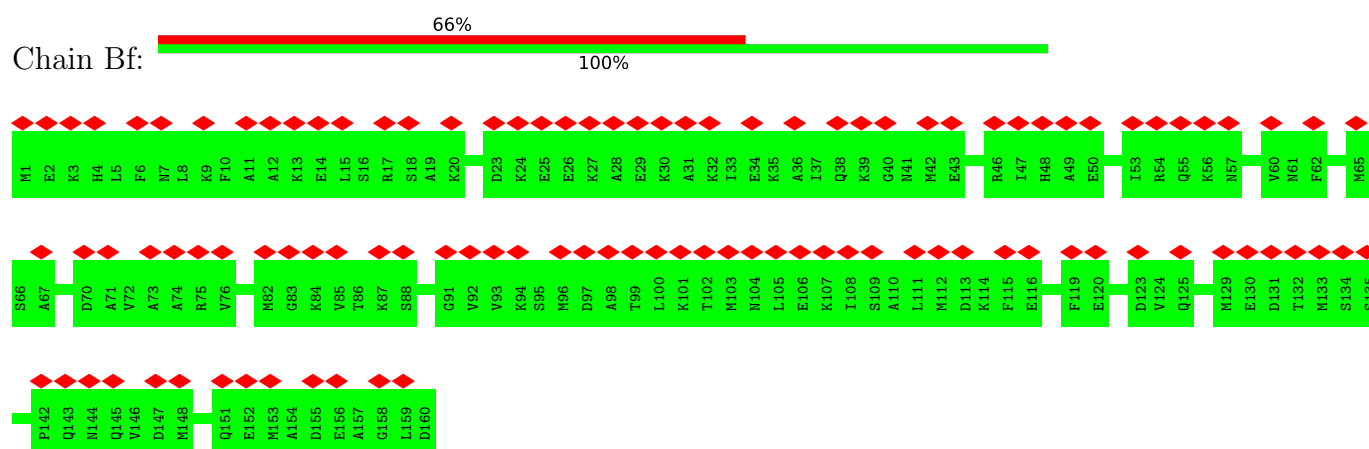 66%
Chain Bf:
100%
M1 E2 K3 H4 L5 F6 N7 L8 K9 F10 A11 A12 K13 E14 L15 S16 R17 S18 A19 K20 D23 K24 E25 E26 K27 A28 E29 K30 A31 K32 I33 E34 K35 A36 I37 Q38 K39 G40 N41 M42 E43 R46 I47 H48 A49 E50 I53 R54 Q55 K56 N57 V60 N61 F62 M65
S66 A67 D70 A71 V72 A73 A74 R75 V76 M82 G83 K84 V85 T86 K87 S88 G91 V92 V93 K94 S95 M96 D97 A98 T99 L100 K101 T102 M103 N104 L105 E106 K107 I108 S109 A110 L111 M112 D113 K114 F115 E116 F119 E120 D123 V124 Q125 M129 E130 D131 T132 M133 S134
P142 Q143 N144 Q145 V146 D147 M148 Q151 E152 M153 A154 D155 E156 A157 G158 L159 D160